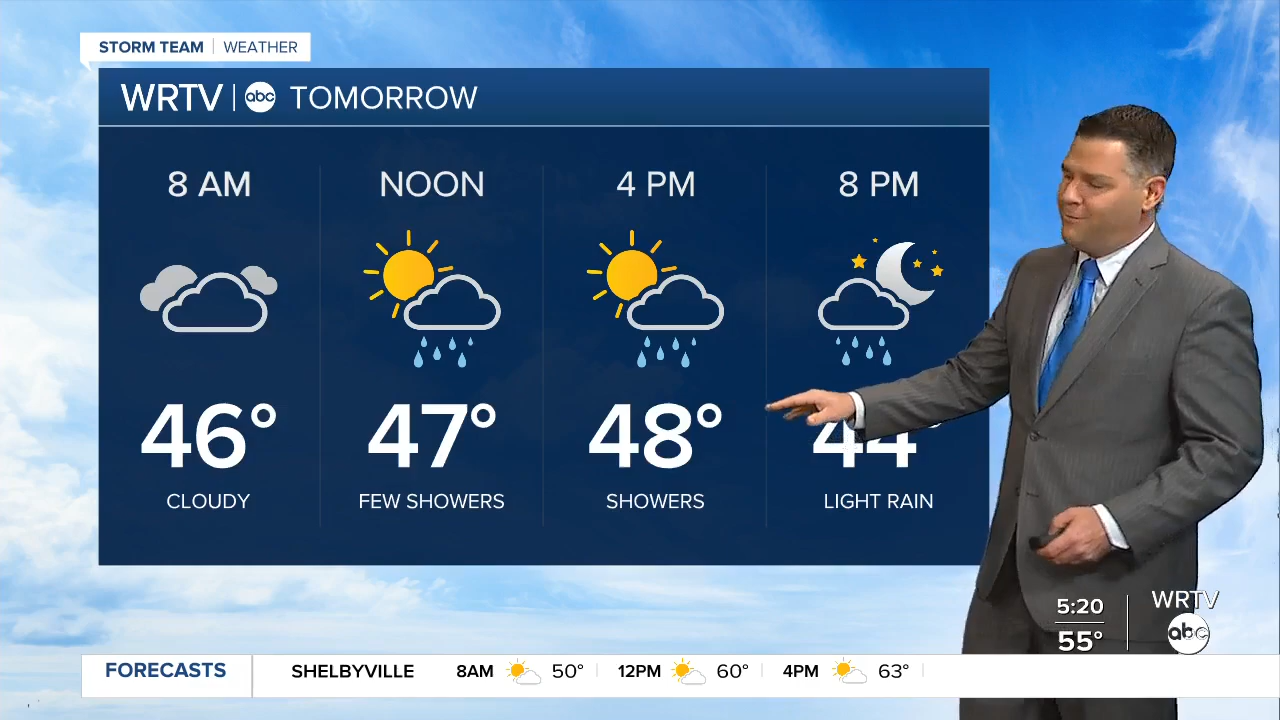 STORM TEAM | WEATHER
WRTV | abc TOMORROW
8 AM NOON 4 PM 8 PM
46° 47° 48° 44°
CLOUDY FEW SHOWERS SHOWERS LIGHT RAIN
5:20 WRTV
55° abc
FORECASTS SHELBYVILLE 8AM 50° 12PM 60° 4PM 63°